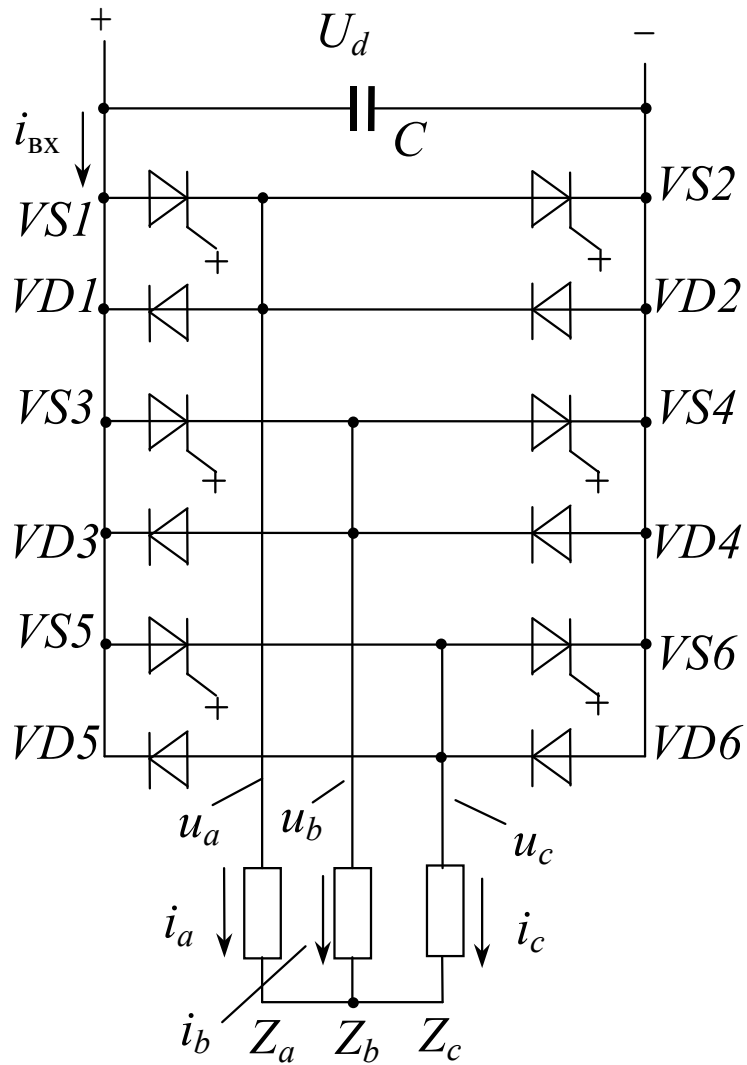 + U_d −
i_вх C
VS1 VS2
+ +
VD1 VD2
VS3 VS4
+ +
VD3 VD4
VS5 VS6
+ +
VD5 VD6
u_a u_b u_c
i_a i_c
i_b Z_a Z_b Z_c